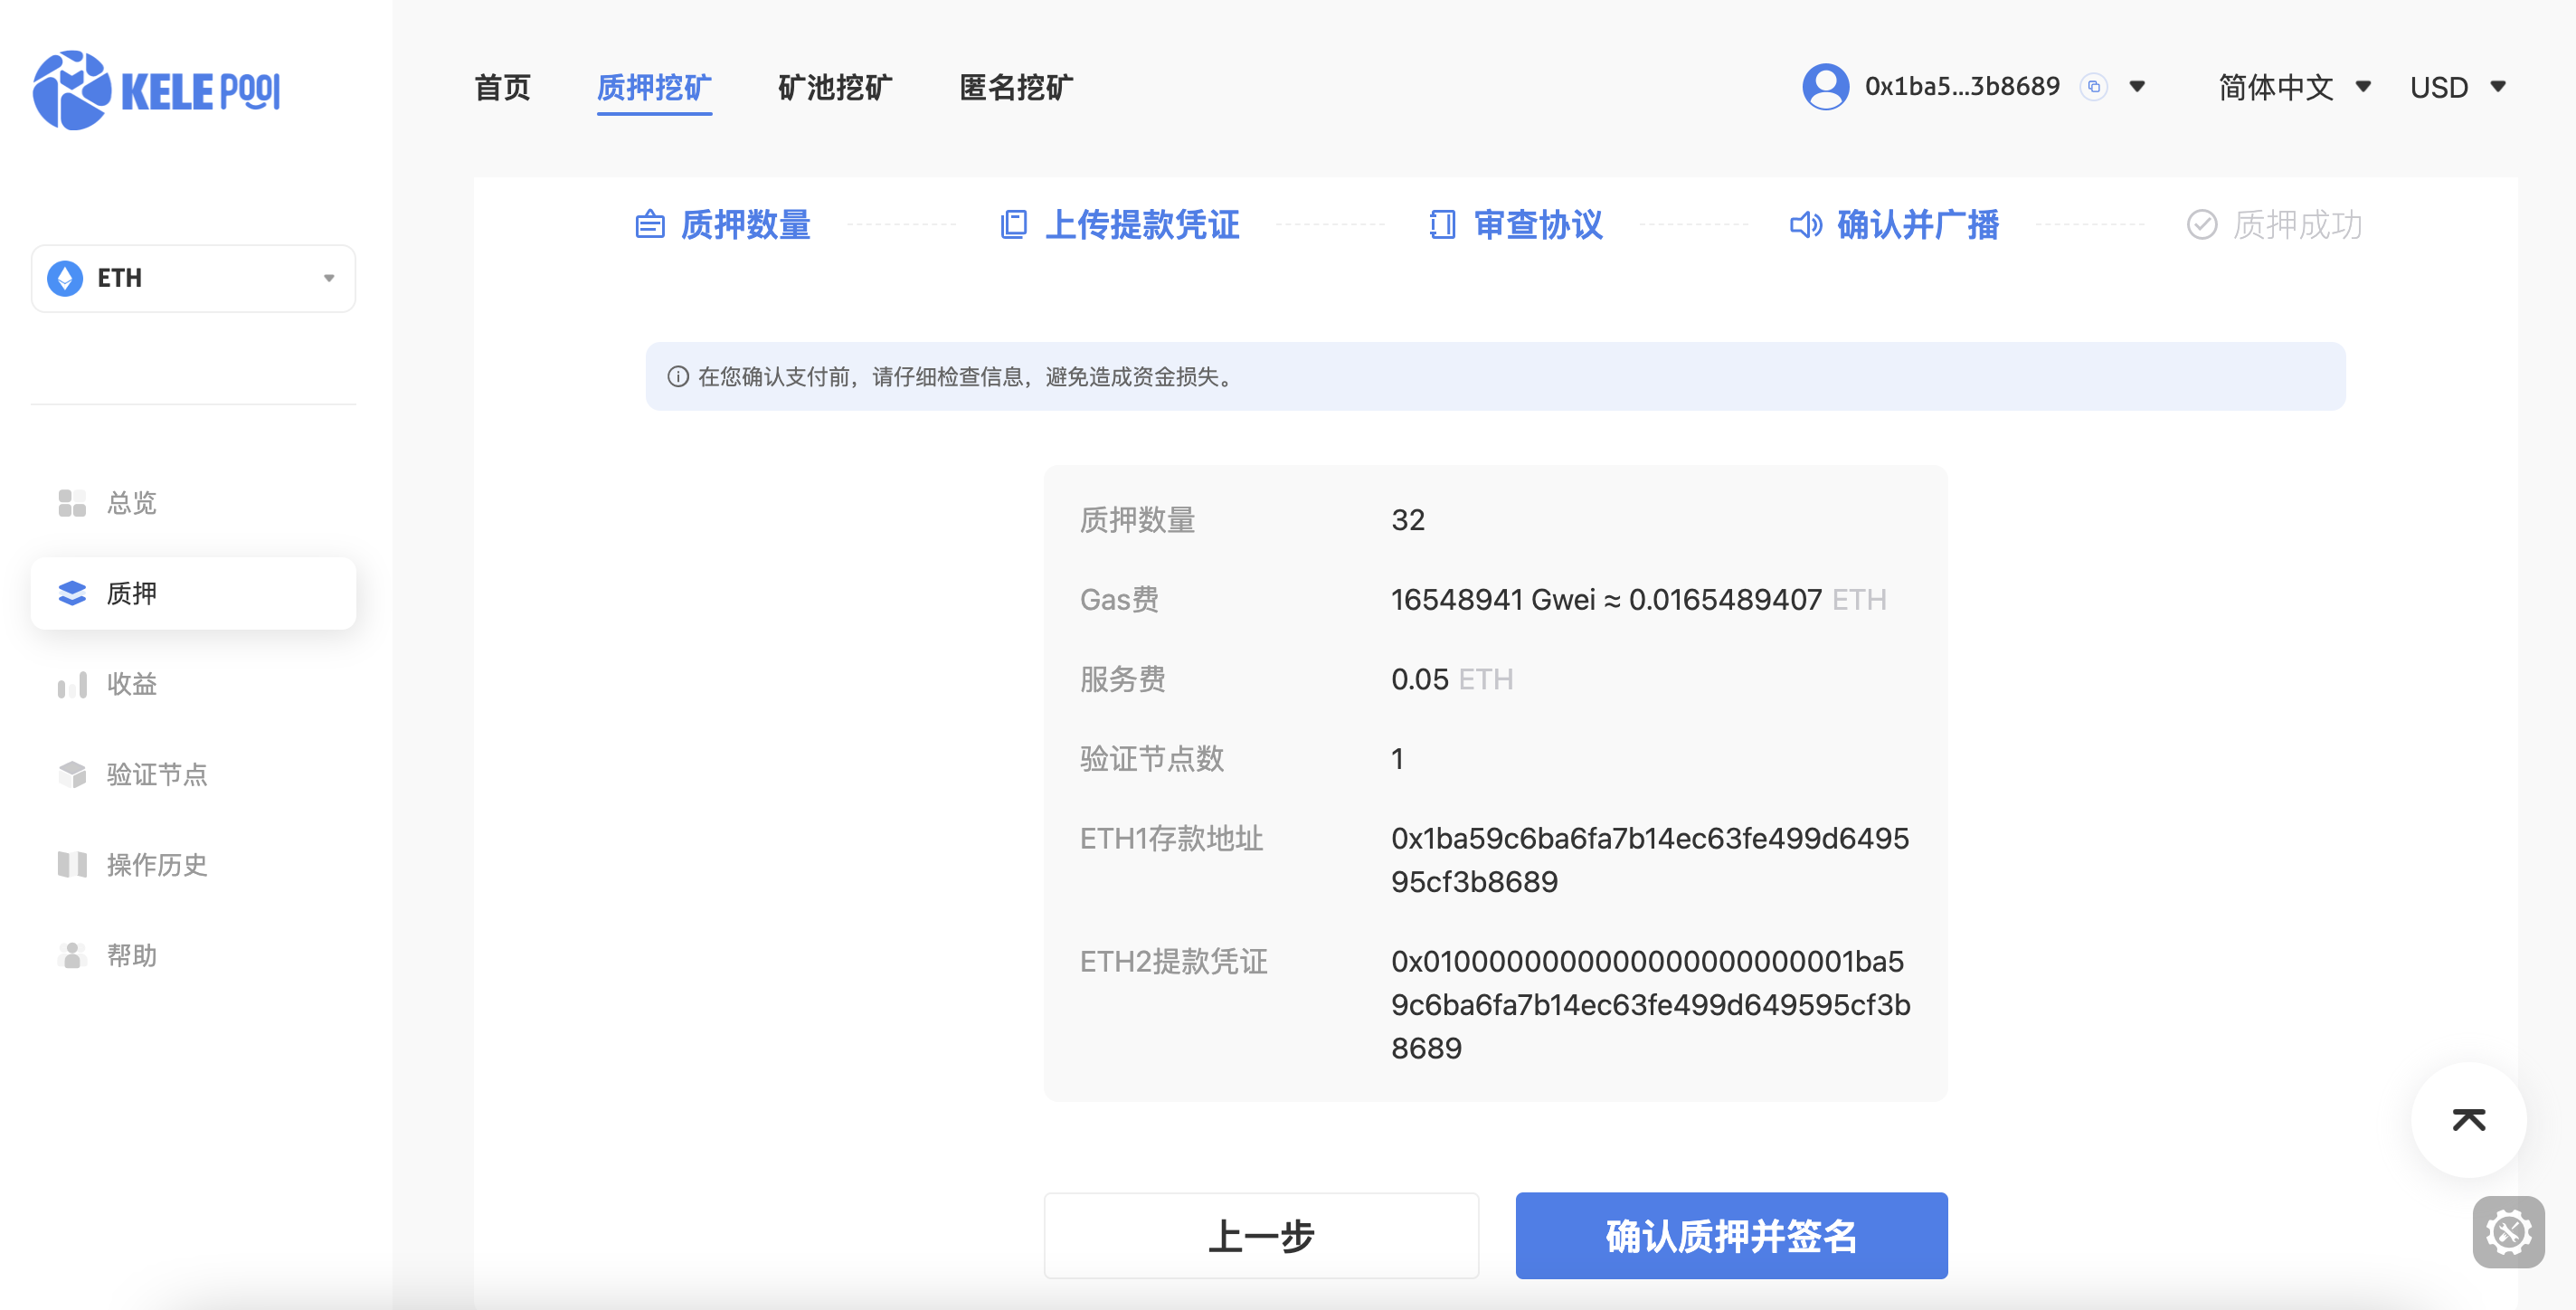 KELE POOl
首页 质押挖矿 矿池挖矿 匿名挖矿 0x1ba5...3b8689 简体中文 USD
质押数量 上传提款凭证 审查协议 确认并广播 质押成功
ETH
在您确认支付前，请仔细检查信息，避免造成资金损失。
总览
质押
收益
验证节点
操作历史
帮助
质押数量 32
Gas费 16548941 Gwei ≈ 0.0165489407 ETH
服务费 0.05 ETH
验证节点数 1
ETH1存款地址 0x1ba59c6ba6fa7b14ec63fe499d6495
95cf3b8689
ETH2提款凭证 0x0100000000000000000000001ba5
9c6ba6fa7b14ec63fe499d649595cf3b
8689
上一步 确认质押并签名